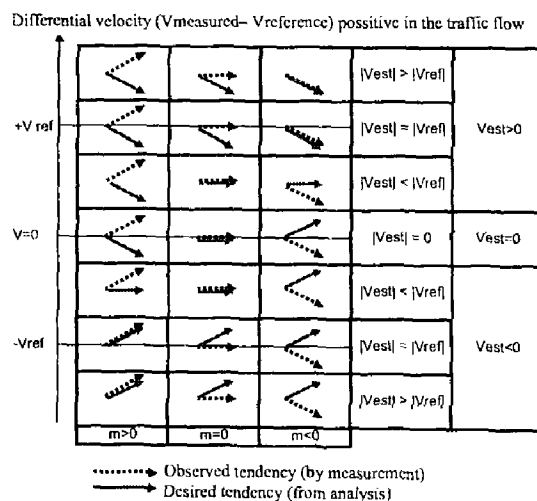 Differential velocity (Vmeasured– Vreference) possitive in the traffic flow
|Vest| > |Vref|
+V ref
|Vest| = |Vref|
Vest>0
|Vest| < |Vref|
V=0
|Vest| = 0
Vest=0
|Vest| < |Vref|
-Vref
|Vest| = |Vref|
Vest<0
|Vest| > |Vref|
m>0
m=0
m<0
Observed tendency (by measurement)
Desired tendency (from analysis)